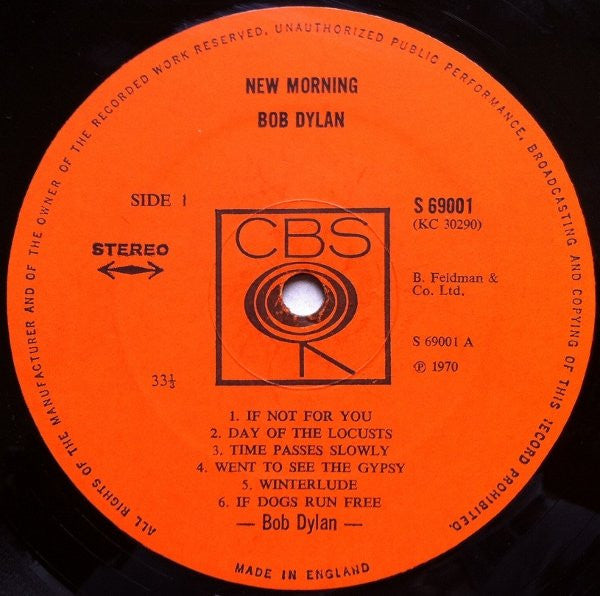 ALL RIGHTS OF THE MANUFACTURER AND OF THE OWNER OF THE RECORDED WORK RESERVED. UNAUTHORIZED PUBLIC PERFORMANCE, BROADCASTING AND COPYING OF THIS RECORD PROHIBITED.
NEW MORNING
BOB DYLAN
SIDE 1
S 69001
(KC 30290)
STEREO
CBS
B. Feldman &
Co. Ltd.
S 69001 A
℗ 1970
33⅓
1. IF NOT FOR YOU
2. DAY OF THE LOCUSTS
3. TIME PASSES SLOWLY
4. WENT TO SEE THE GYPSY
5. WINTERLUDE
6. IF DOGS RUN FREE
— Bob Dylan —
MADE IN ENGLAND